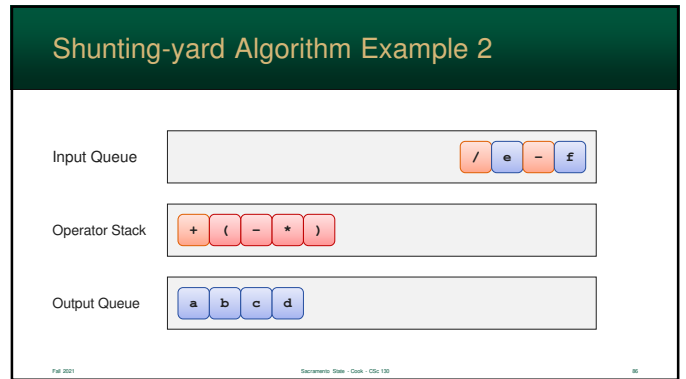 Shunting-yard Algorithm Example 2
Input Queue / e - f
Operator Stack + ( - * )
Output Queue a b c d
Fall 2021 Sacramento State - Cook - CSc 130 86